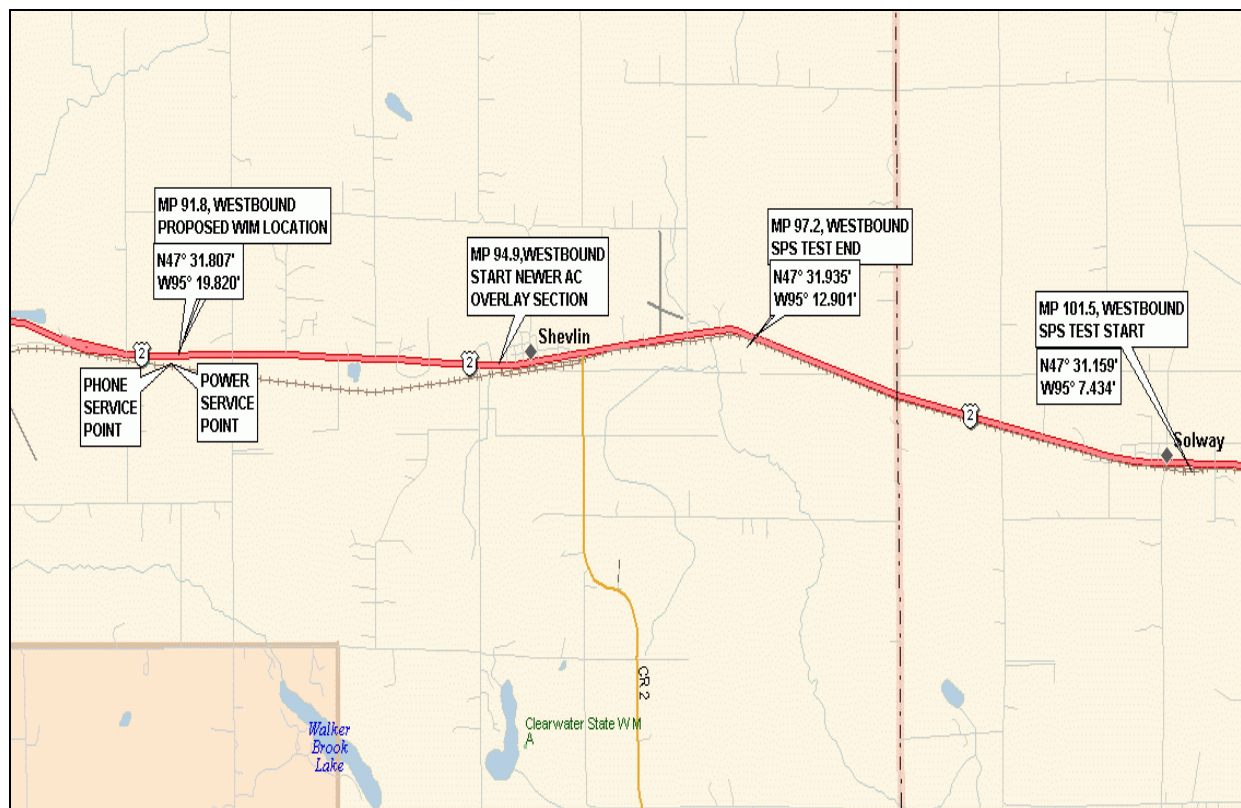 MP 91.8, WESTBOUND
PROPOSED WIM LOCATION
N47° 31.807'
W95° 19.820'
MP 94.9,WESTBOUND
START NEWER AC
OVERLAY SECTION
MP 97.2, WESTBOUND
SPS TEST END
N47° 31.935'
W95° 12.901'
MP 101.5, WESTBOUND
SPS TEST START
N47° 31.159'
W95° 7.434'
Shevlin
2
2
2
PHONE
SERVICE
POINT
POWER
SERVICE
POINT
Solway
CR 2
Clearwater State W M
A
Walker
Brook
Lake